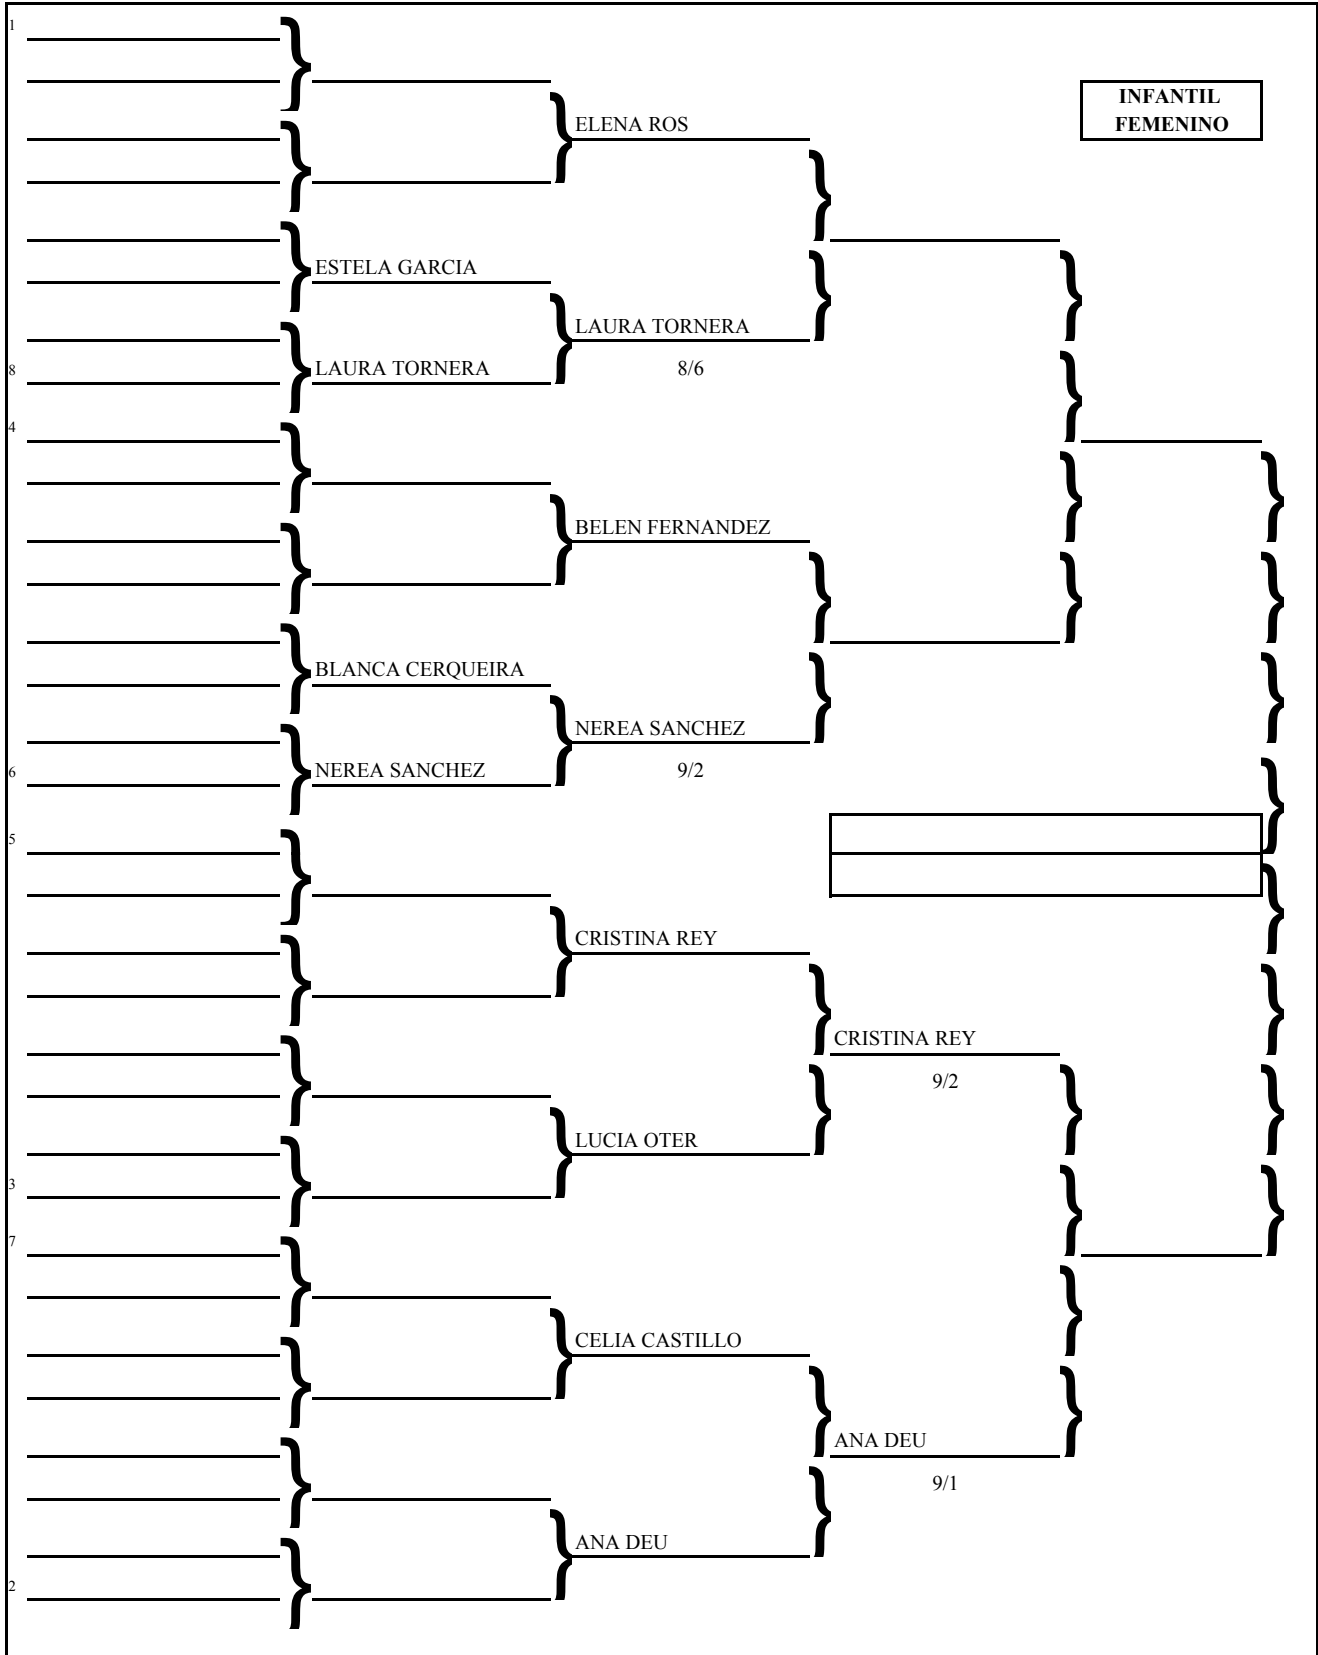 1
INFANTIL
FEMENINO
ELENA ROS
ESTELA GARCIA
LAURA TORNERA
8
LAURA TORNERA
8/6
4
BELEN FERNANDEZ
BLANCA CERQUEIRA
NEREA SANCHEZ
6
NEREA SANCHEZ
9/2
5
CRISTINA REY
CRISTINA REY
9/2
LUCIA OTER
3
7
CELIA CASTILLO
ANA DEU
9/1
ANA DEU
2